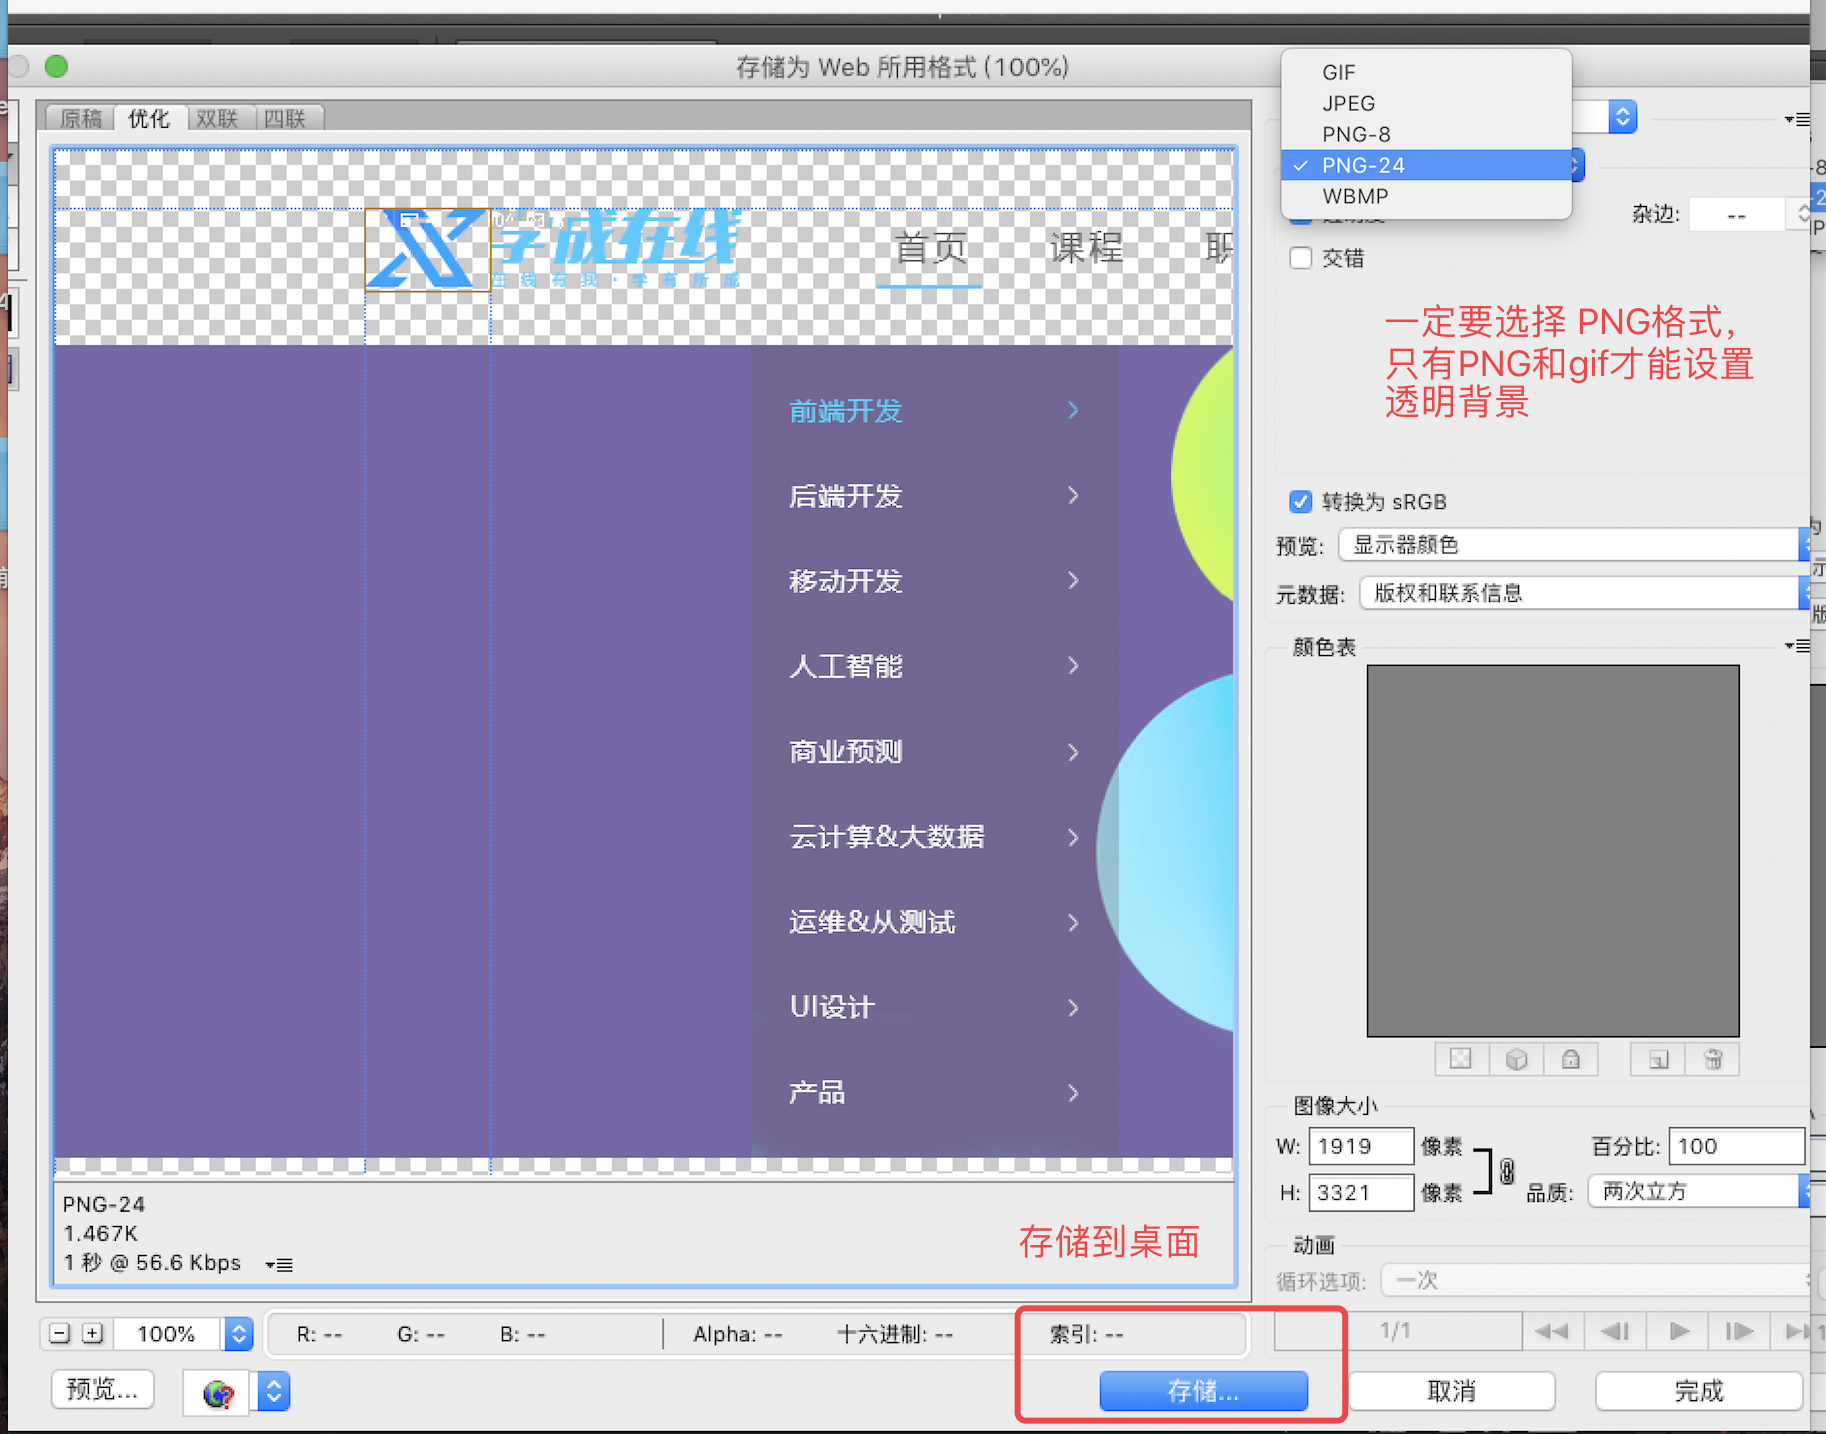 存储为 Web 所用格式 (100%)
GIF
JPEG
PNG-8
PNG-24
WBMP
原稿
优化
双联
四联
学成在线
在线有我·学有所成
首页
课程
职
杂边:
--
交错
一定要选择 PNG格式,
只有PNG和gif才能设置
透明背景
前端开发
后端开发
移动开发
人工智能
商业预测
云计算&大数据
运维&从测试
UI设计
产品
转换为 sRGB
预览: 显示器颜色
元数据: 版权和联系信息
颜色表
图像大小
W: 1919 像素
百分比: 100
H: 3321 像素
品质: 两次立方
动画
循环选项: 一次
1/1
PNG-24
1.467K
1 秒 @ 56.6 Kbps
存储到桌面
100%
R: --
G: --
B: --
Alpha: --
十六进制: --
索引: --
预览...
存储...
取消
完成